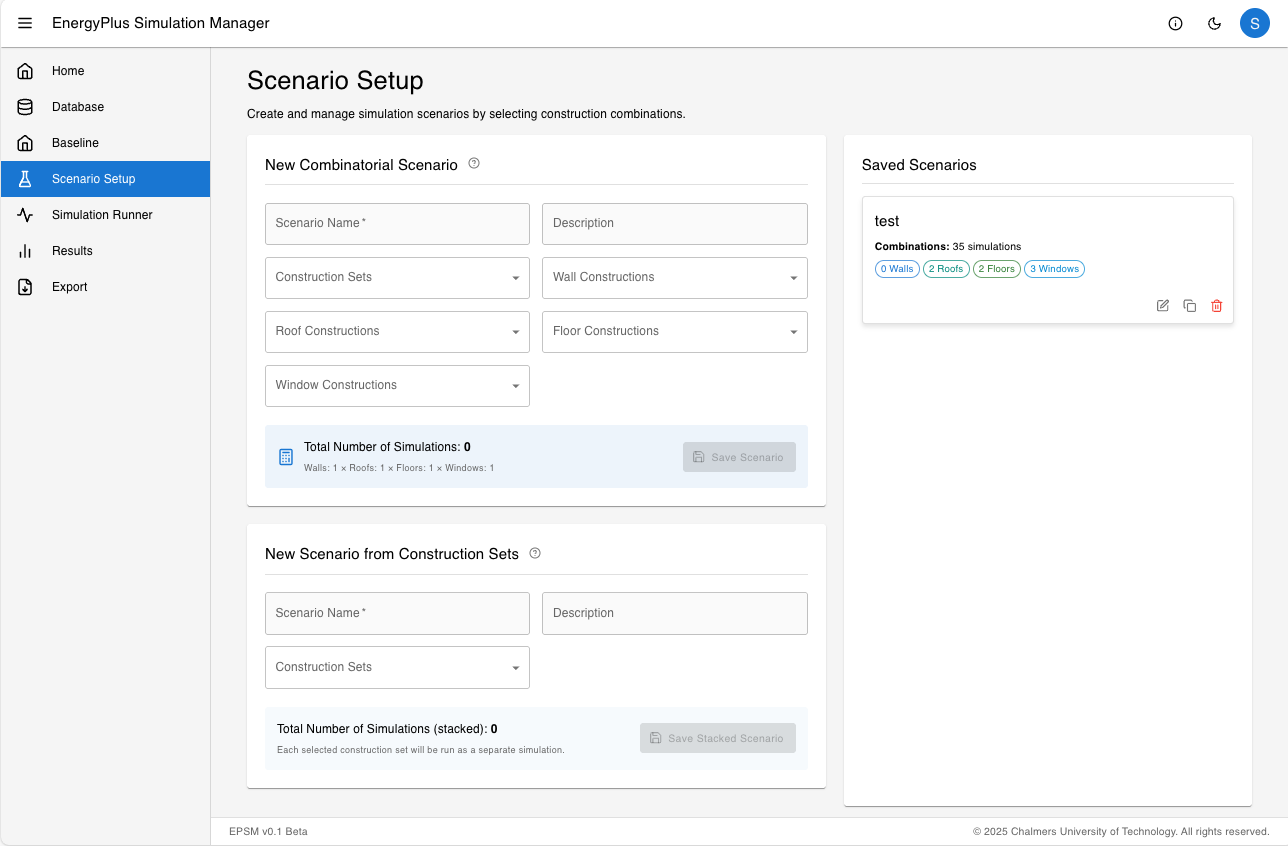 EnergyPlus Simulation Manager
S
Home
Database
Baseline
Scenario Setup
Simulation Runner
Results
Export
Scenario Setup
Create and manage simulation scenarios by selecting construction combinations.
New Combinatorial Scenario
Scenario Name*
Description
Construction Sets
Wall Constructions
Roof Constructions
Floor Constructions
Window Constructions
Total Number of Simulations: 0
Walls: 1 × Roofs: 1 × Floors: 1 × Windows: 1
Save Scenario
New Scenario from Construction Sets
Scenario Name*
Description
Construction Sets
Total Number of Simulations (stacked): 0
Each selected construction set will be run as a separate simulation.
Save Stacked Scenario
Saved Scenarios
test
Combinations: 35 simulations
0 Walls 2 Roofs 2 Floors 3 Windows
EPSM v0.1 Beta
© 2025 Chalmers University of Technology. All rights reserved.